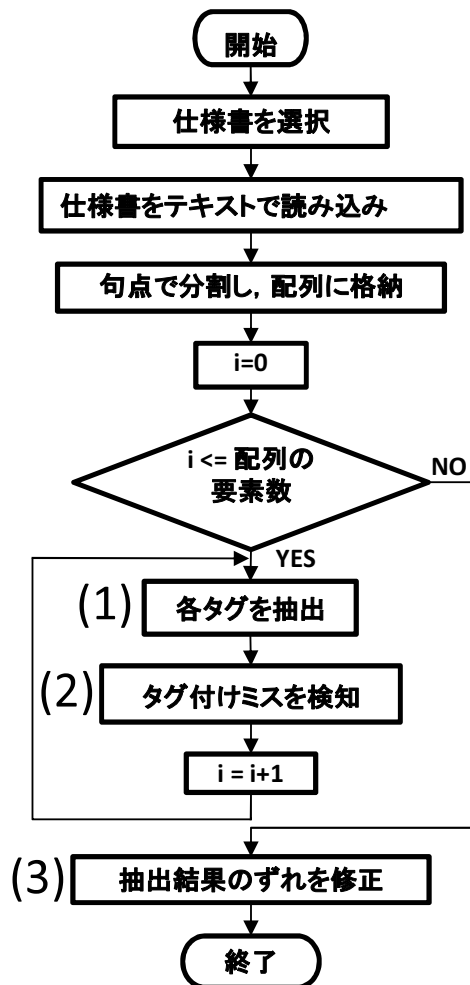 開始
仕様書を選択
仕様書をテキストで読み込み
句点で分割し，配列に格納
i=0
i <= 配列の
要素数
NO
YES
(1)
各タグを抽出
(2)
タグ付けミスを検知
i = i+1
(3)
抽出結果のずれを修正
終了